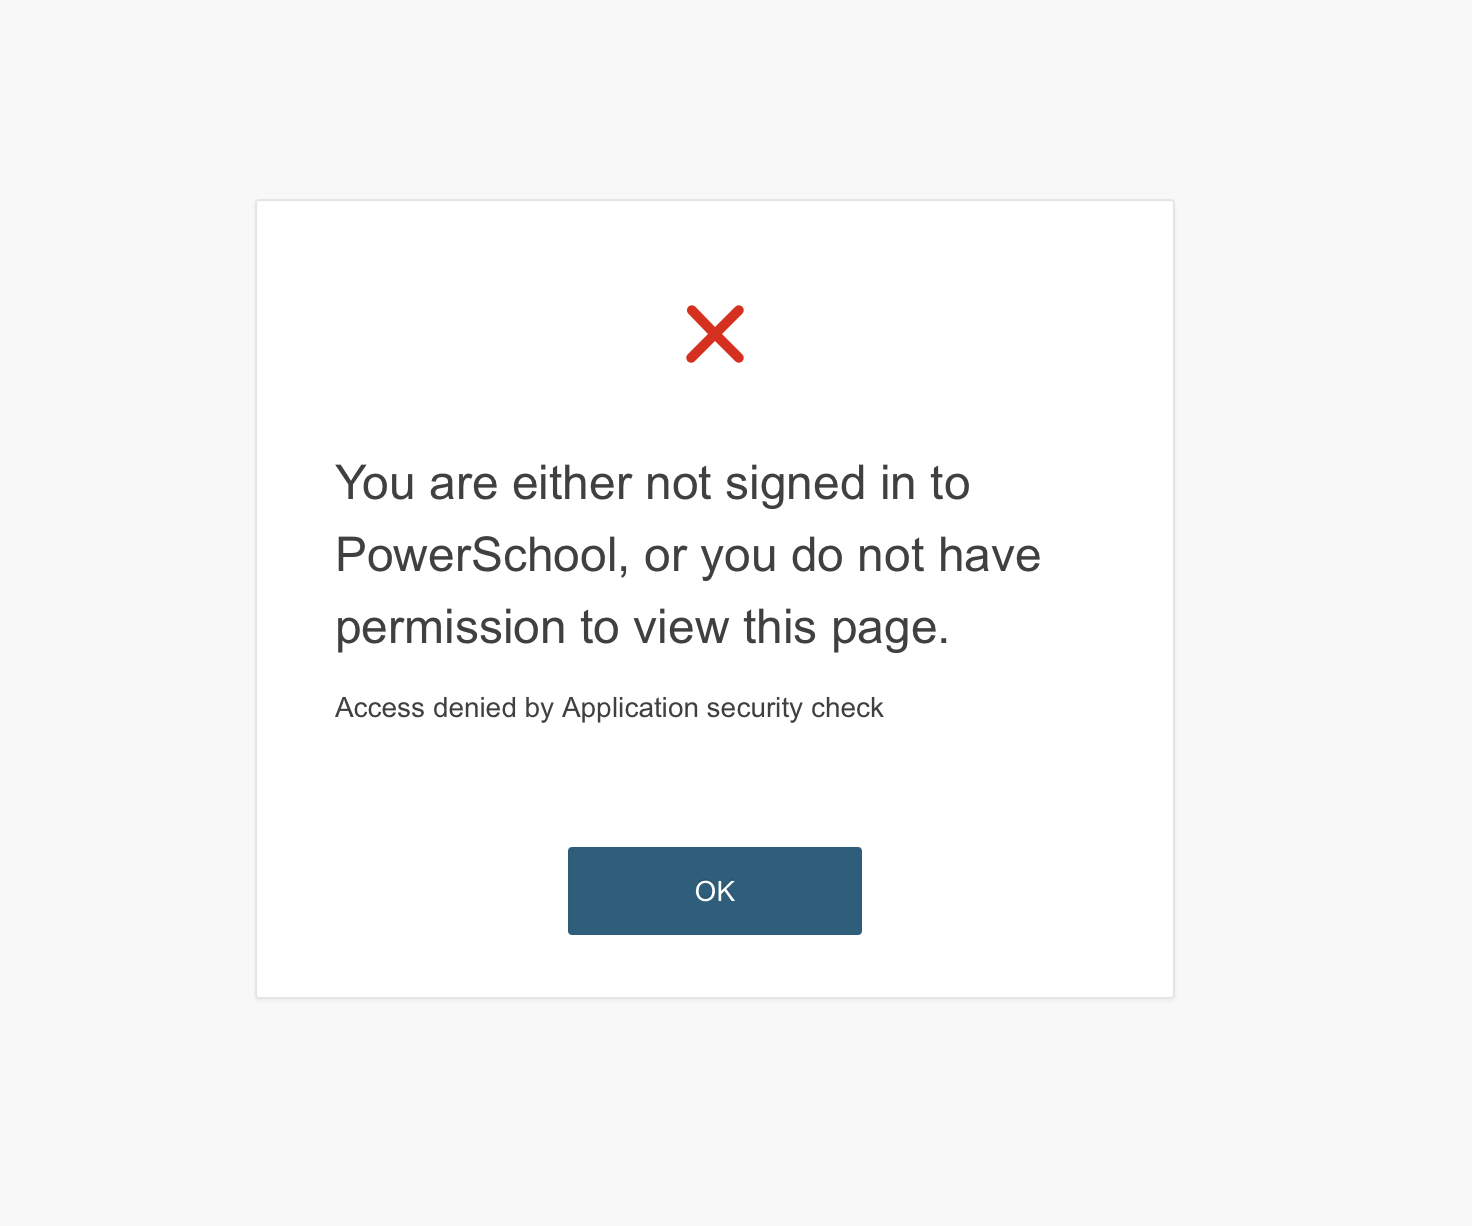 You are either not signed in to
PowerSchool, or you do not have
permission to view this page.
Access denied by Application security check
OK